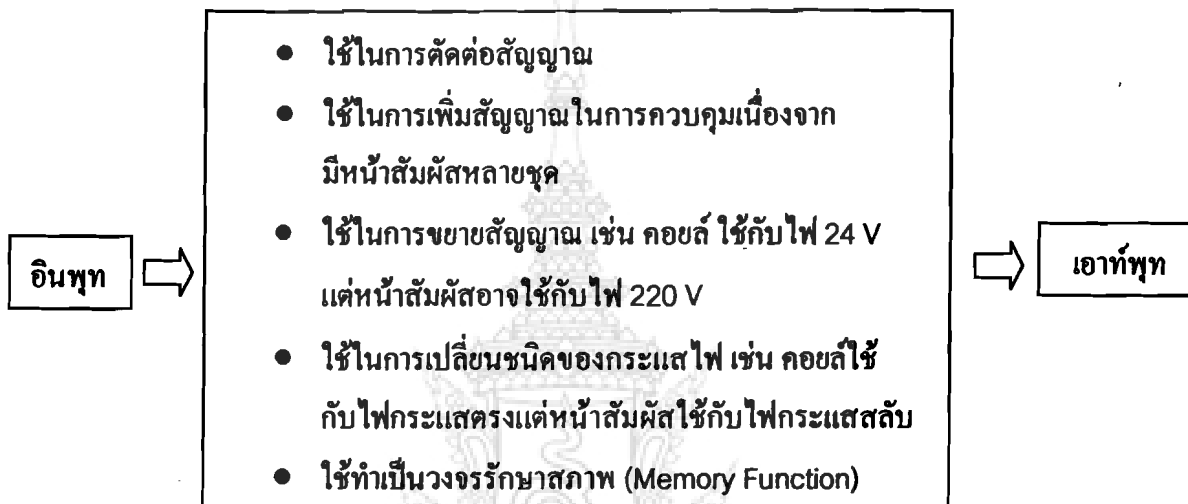 ● ใช้ในการตัดต่อสัญญาณ
● ใช้ในการเพิ่มสัญญาณในการควบคุมเนื่องจาก
มีหน้าสัมผัสหลายชุด
● ใช้ในการขยายสัญญาณ เช่น คอยล์ ใช้กับไฟ 24 V
แต่หน้าสัมผัสอาจใช้กับไฟ 220 V
● ใช้ในการเปลี่ยนชนิดของกระแสไฟ เช่น คอยล์ใช้
กับไฟกระแสตรงแต่หน้าสัมผัสใช้กับไฟกระแสสลับ
● ใช้ทำเป็นวงจรรักษาสภาพ (Memory Function)
อินพุท
เอาท์พุท